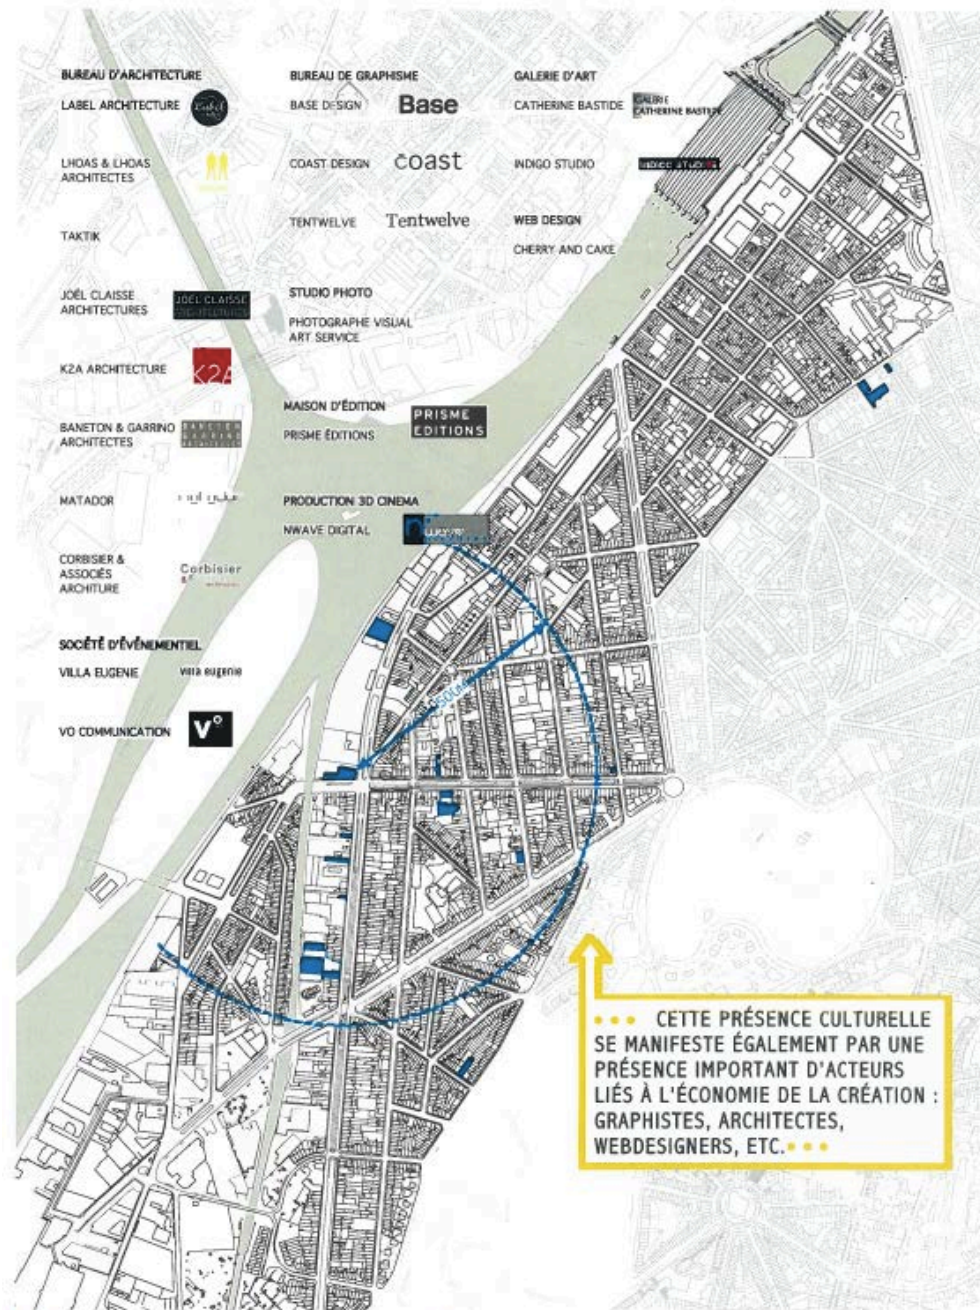 BUREAU D'ARCHITECTURE
LABEL ARCHITECTURE
Label
LHOAS & LHOAS
ARCHITECTES
TAKTIK
JOËL CLAISSE
ARCHITECTURES
JOËL CLAISSE
ARCHITECTURES
K2A ARCHITECTURE
K2A
BANETON & GARRINO
ARCHITECTES
BANETON
GARRINO
MATADOR
CORBISIER &
ASSOCIÉS
ARCHITURE
Corbisier
SOCIÉTÉ D'ÉVÉNEMENTIEL
VILLA EUGENIE
villa eugenie
VO COMMUNICATION
V°
BUREAU DE GRAPHISME
BASE DESIGN
Base
COAST DESIGN
coast
TENTWELVE
Tentwelve
STUDIO PHOTO
PHOTOGRAPHE VISUAL
ART SERVICE
MAISON D'ÉDITION
PRISME ÉDITIONS
PRISME
EDITIONS
PRODUCTION 3D CINEMA
NWAVE DIGITAL
GALERIE D'ART
CATHERINE BASTIDE
GALERIE
CATHERINE BASTIDE
INDIGO STUDIO
INDIGO STUDIO
WEB DESIGN
CHERRY AND CAKE
••• CETTE PRÉSENCE CULTURELLE
SE MANIFESTE ÉGALEMENT PAR UNE
PRÉSENCE IMPORTANT D'ACTEURS
LIÉS À L'ÉCONOMIE DE LA CRÉATION :
GRAPHISTES, ARCHITECTES,
WEBDESIGNERS, ETC.•••